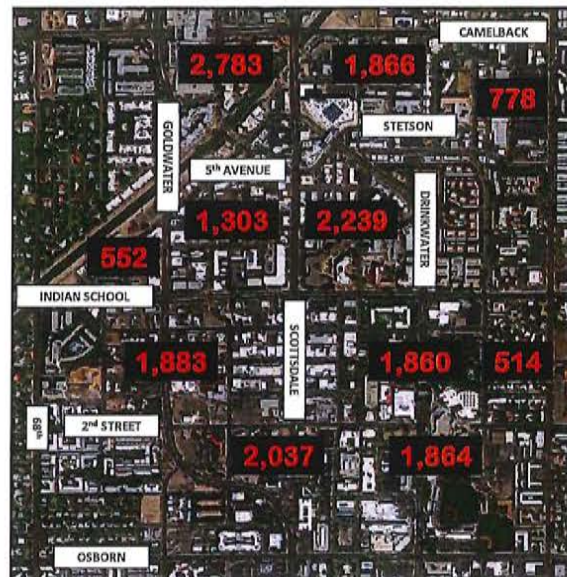 CAMELBACK
2,783
1,866
778
GOLDWATER
STETSON
5th AVENUE
DRINKWATER
1,303
2,239
552
INDIAN SCHOOL
SCOTTSDALE
1,883
1,860
514
68th
2nd STREET
2,037
1,864
OSBORN